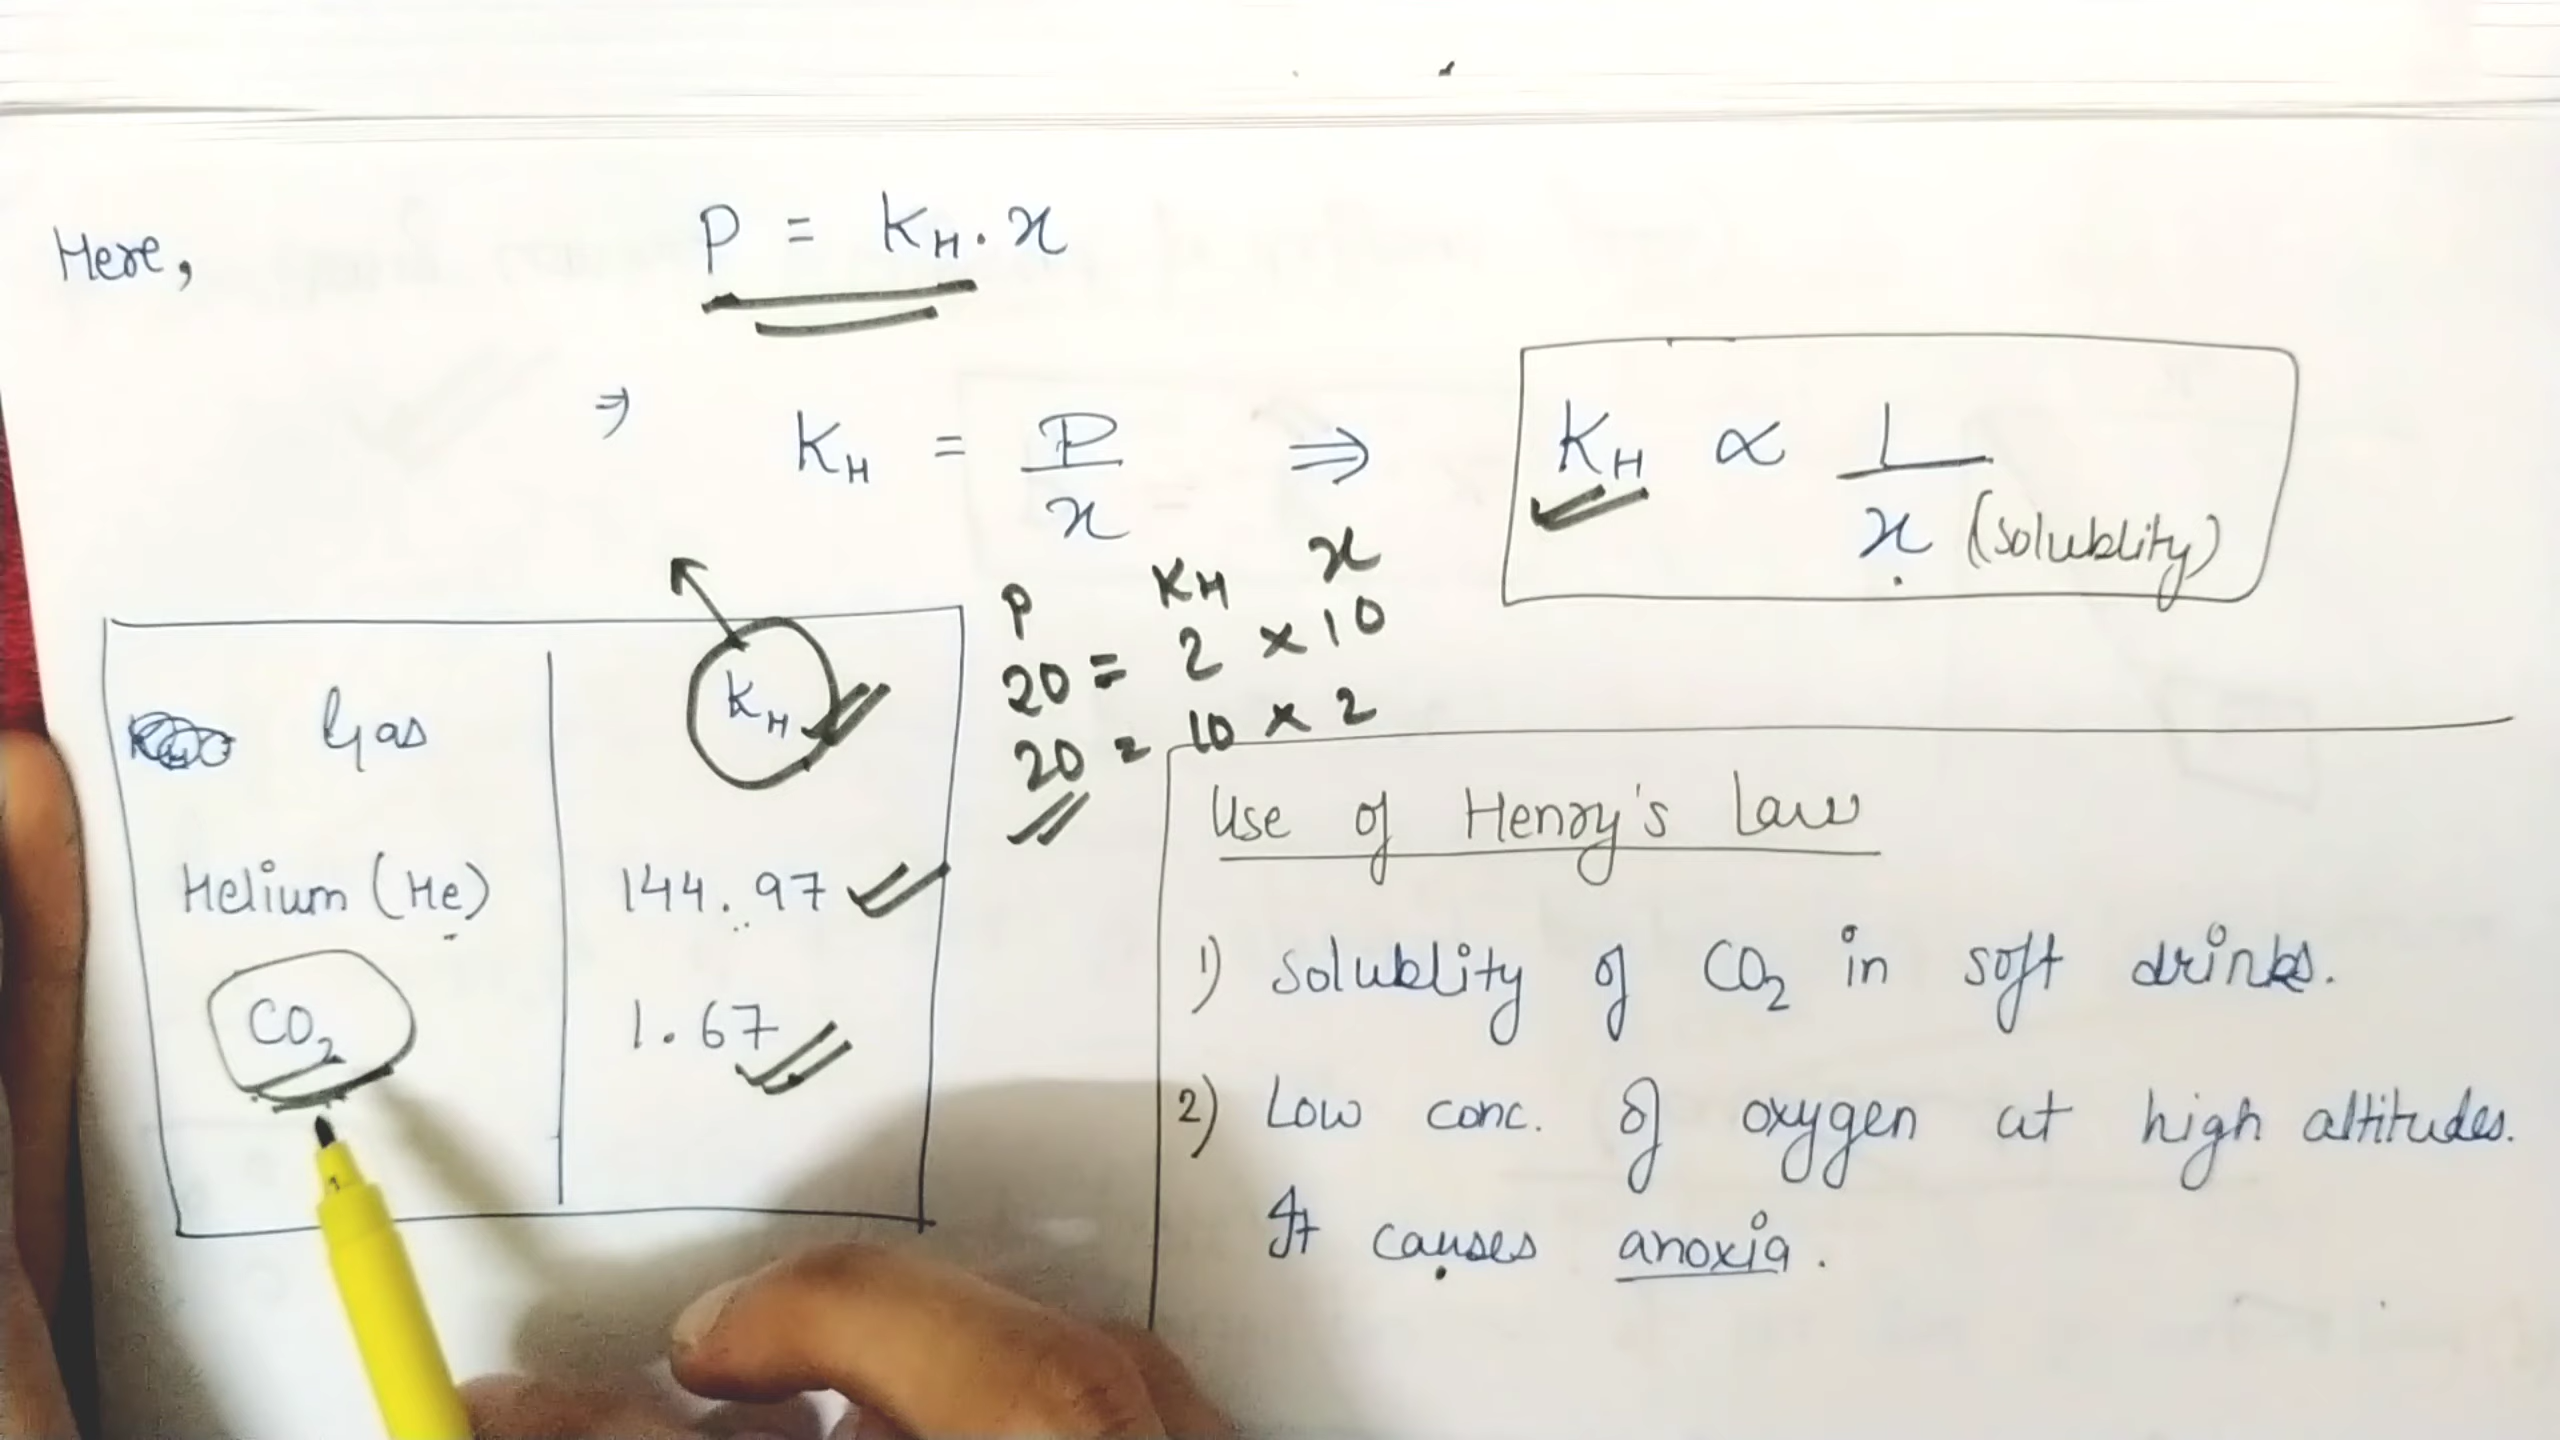 Here,
P = KH . x
⇒ KH = P/x ⇒ KH ∝ 1/x (Solublity)
P KH x
20 = 2 × 10
20 = 10 × 2
Gas KH
Helium (He) 144.97
CO2 1.67
Use of Henry's Law
1) Solublity of CO2 in soft drinks.
2) Low conc. of oxygen at high altitudes.
It causes anoxia.